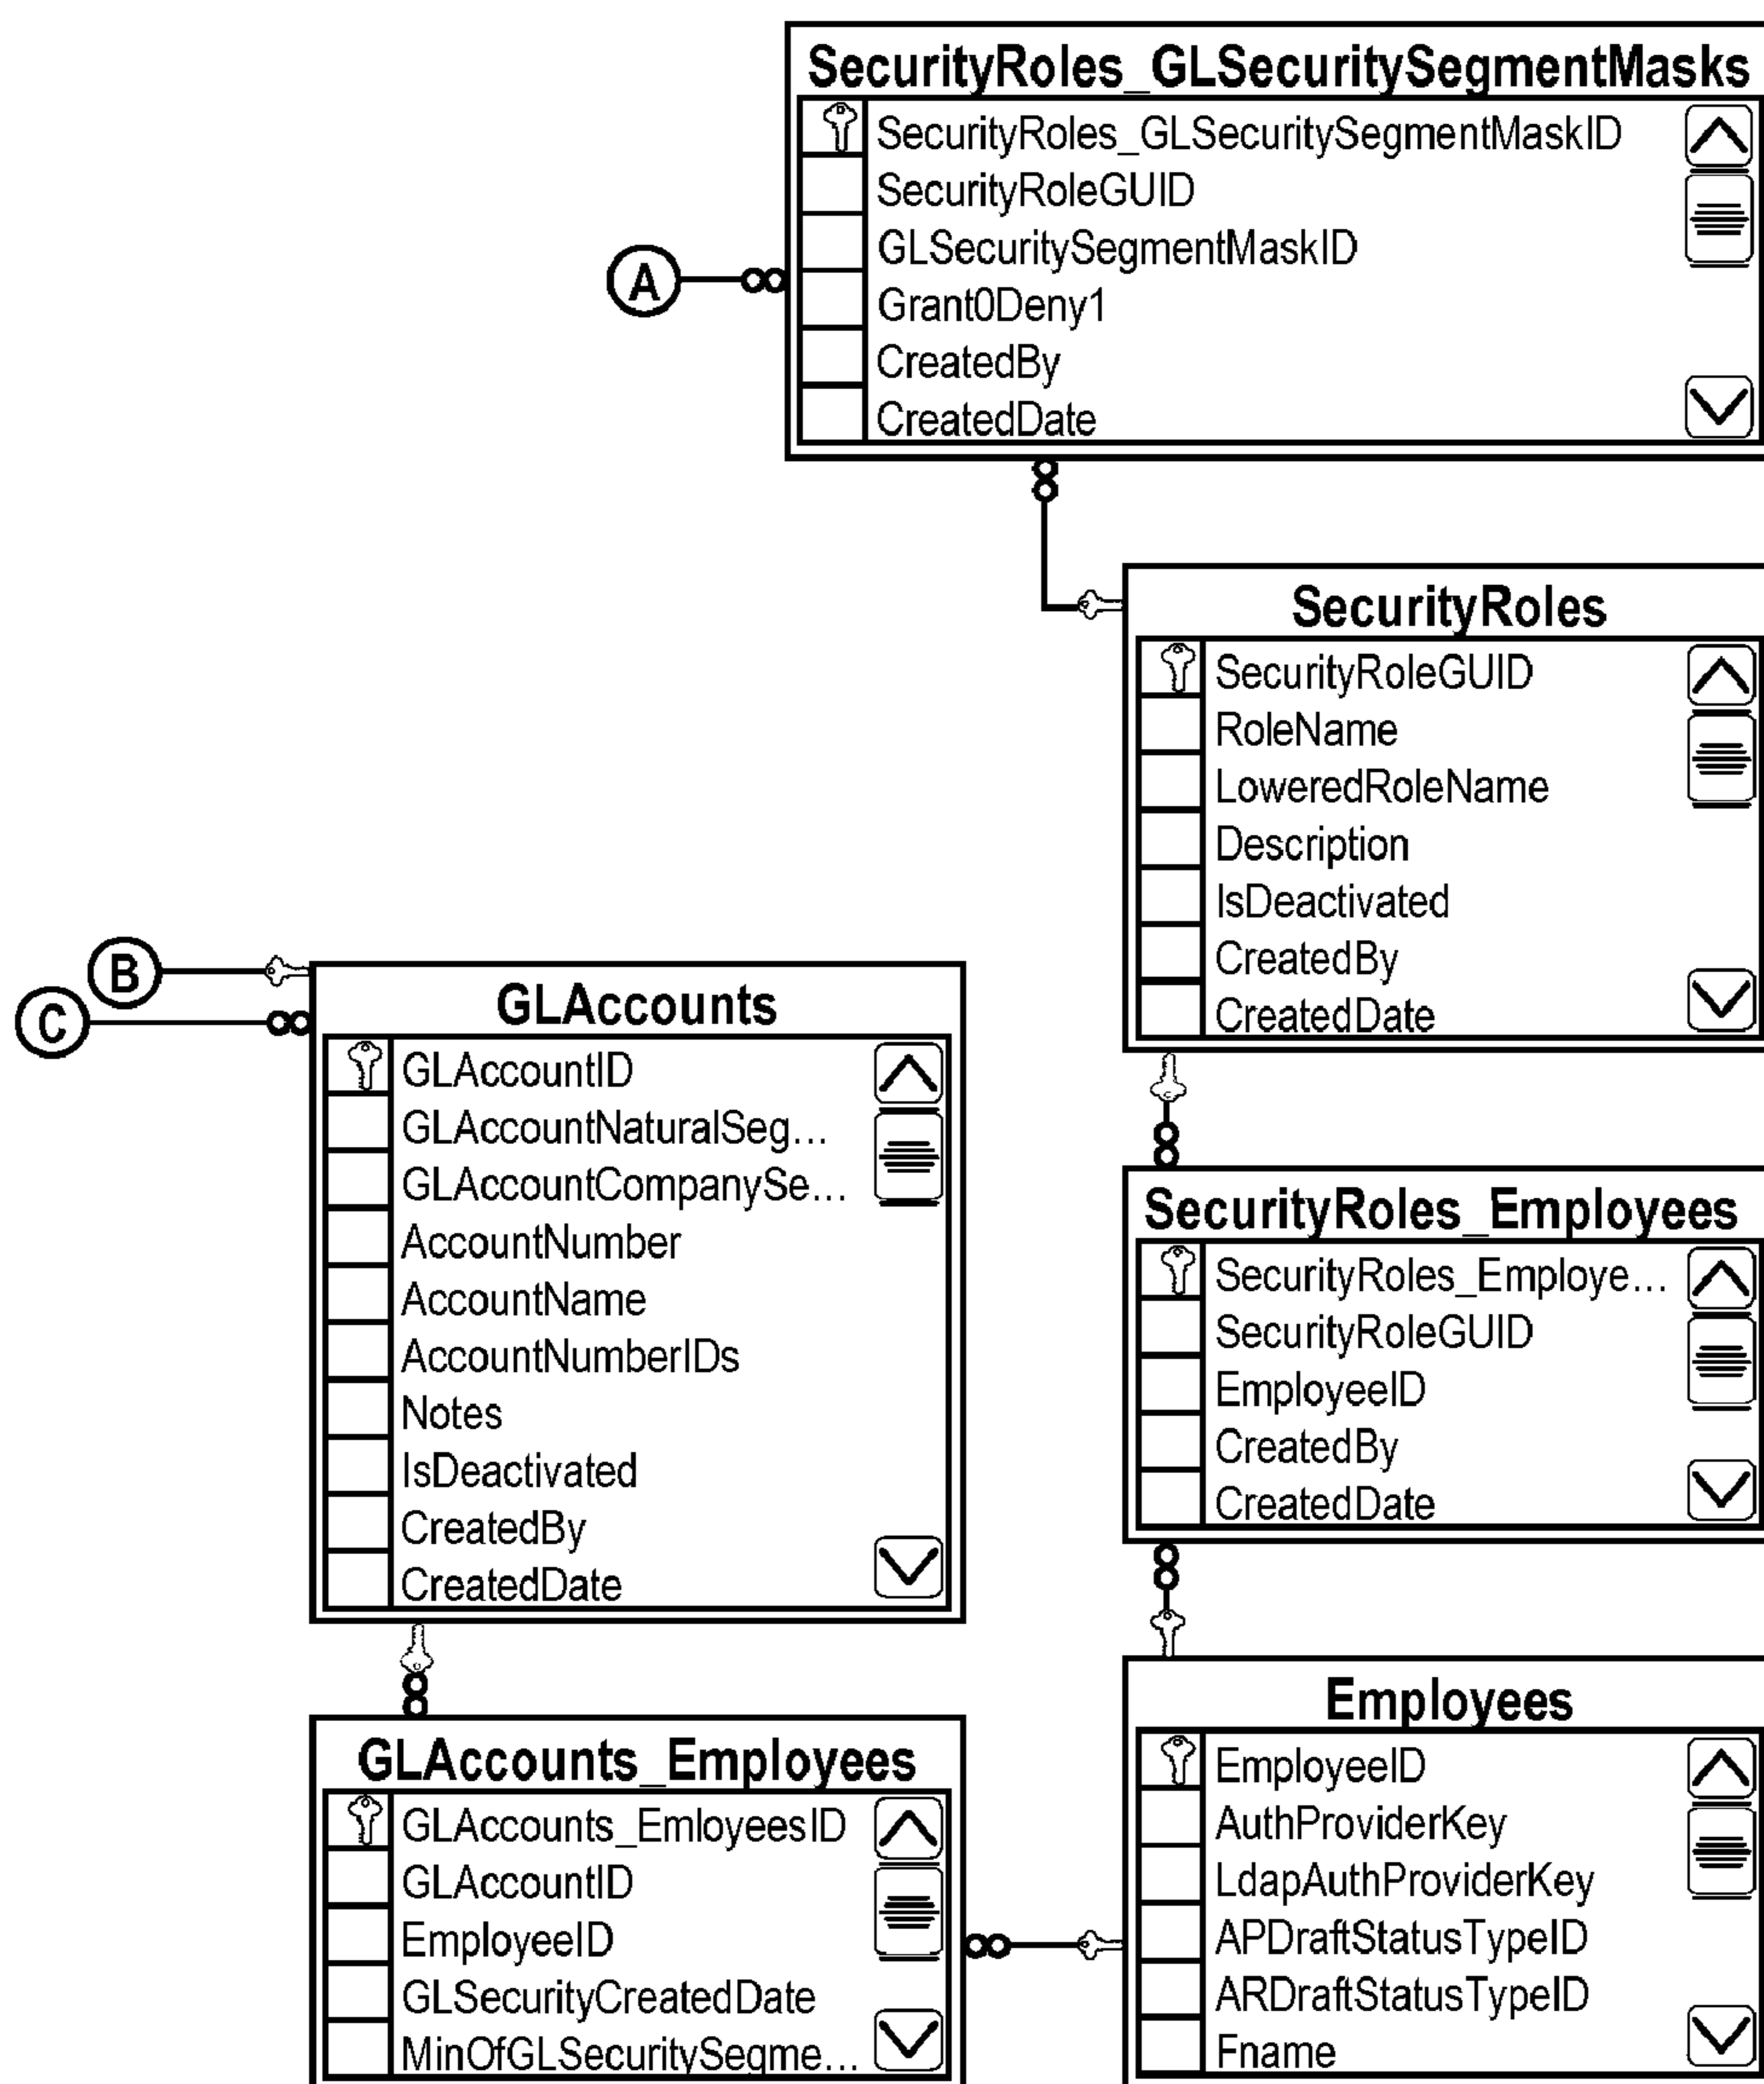 SecurityRoles_GLSecuritySegmentMasks
SecurityRoles_GLSecuritySegmentMaskID
SecurityRoleGUID
GLSecuritySegmentMaskID
Grant0Deny1
CreatedBy
CreatedDate
A
SecurityRoles
SecurityRoleGUID
RoleName
LoweredRoleName
Description
IsDeactivated
CreatedBy
CreatedDate
B
C
GLAccounts
GLAccountID
GLAccountNaturalSeg...
GLAccountCompanySe...
AccountNumber
AccountName
AccountNumberIDs
Notes
IsDeactivated
CreatedBy
CreatedDate
SecurityRoles_Employees
SecurityRoles_Employe...
SecurityRoleGUID
EmployeeID
CreatedBy
CreatedDate
GLAccounts_Employees
GLAccounts_EmloyeesID
GLAccountID
EmployeeID
GLSecurityCreatedDate
MinOfGLSecuritySegme...
Employees
EmployeeID
AuthProviderKey
LdapAuthProviderKey
APDraftStatusTypeID
ARDraftStatusTypeID
Fname